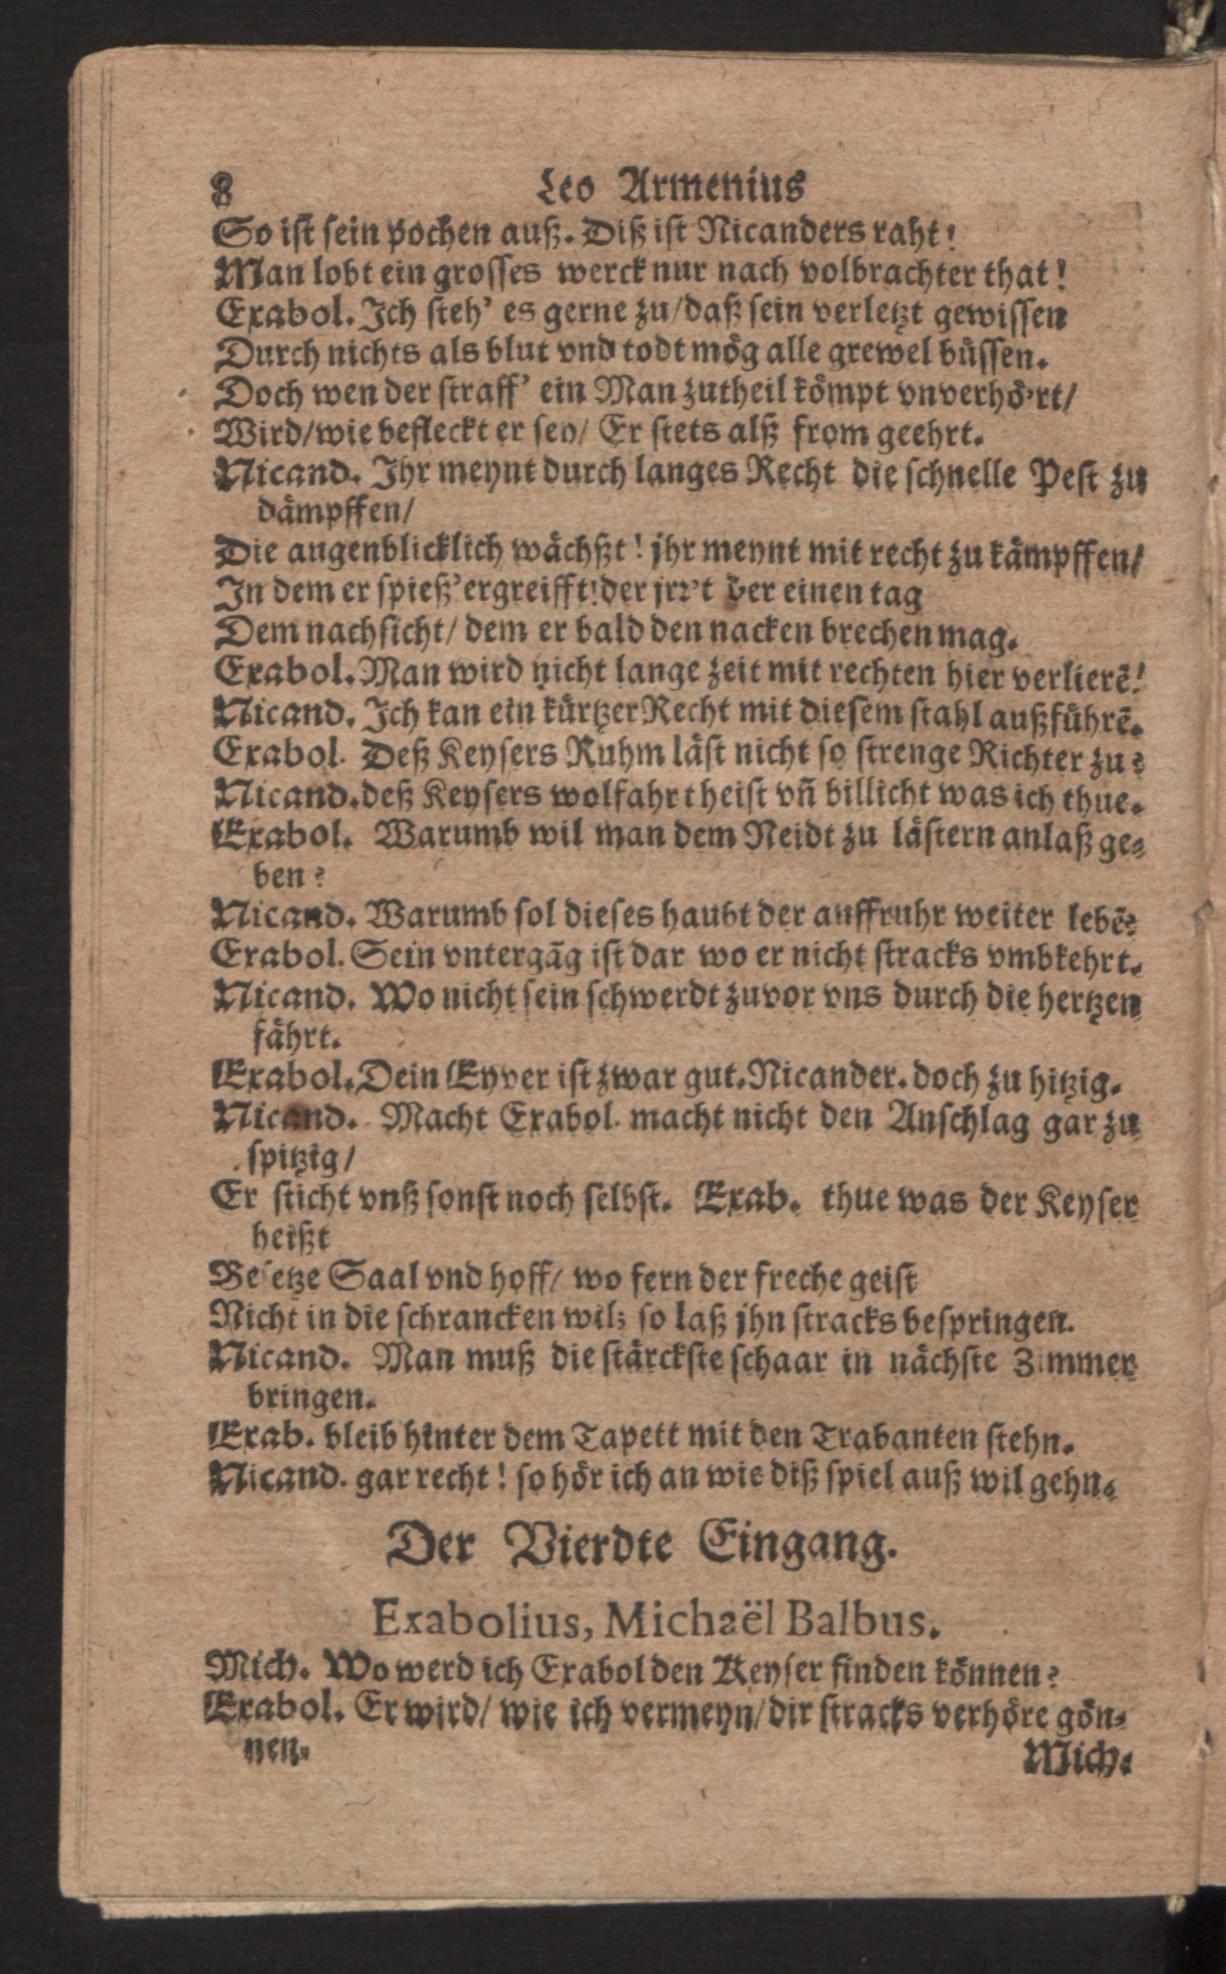 8 Leo Armenius
So ist sein pochen auß. Diß ist Nicanders raht!
Man lobt ein grosses werck nur nach volbrachter that!
Exabol. Ich steh' es gerne zu/daß sein verletzt gewissen
Durch nichts als blut vnd todt mög alle grewel büssen.
Doch wen der straff' ein Man zutheil kömpt vnverhö'rt/
Wird/wie befleckt er sey/ Er stets alß from geehrt.
Nicand. Ihr meynt durch langes Recht die schnelle Pest zu
dämpffen/
Die augenblicklich wächßt! jhr meynt mit recht zu kämpffen/
In dem er spieß' ergreifft! der jrr't der einen tag
Dem nachsicht/ dem er bald den nacken brechen mag.
Exabol. Man wird nicht lange zeit mit rechten hier verlierē!
Nicand. Ich kan ein kürtzer Recht mit diesem stahl außführē.
Exabol. Deß Keysers Ruhm läst nicht so strenge Richter zu?
Nicand. deß Keysers wolfahrt heist vñ billicht was ich thue.
Exabol. Warumb wil man dem Neidt zu lästern anlaß ge⸗
ben?
Nicand. Warumb sol dieses haubt der auffruhr weiter lebē?
Exabol. Sein vntergāg ist dar wo er nicht stracks vmbkehrt.
Nicand. Wo nicht sein schwerdt zuvor vns durch die hertzen
fährt.
Exabol. Dein Eyver ist zwar gut. Nicander. doch zu hitzig.
Nicand. Macht Exabol. macht nicht den Anschlag gar zu
spitzig/
Er sticht vnß sonst noch selbst. Exab. thue was der Keyser
heißt
Besetze Saal vnd hoff/ wo fern der freche geist
Nicht in die schrancken wil; so laß jhn stracks bespringen.
Nicand. Man muß die stärckste schaar in nächste Zimmer
bringen.
Exab. bleib hinter dem Tapett mit den Trabanten stehn.
Nicand. gar recht! so hör ich an wie diß spiel auß wil gehn.
Der Vierdte Eingang.
Exabolius, Michaël Balbus.
Mich. Wo werd ich Exabol den Keyser finden können?
Exabol. Er wird/ wie ich vermeyn/dir stracks verhöre gön⸗
nen.
Mich.